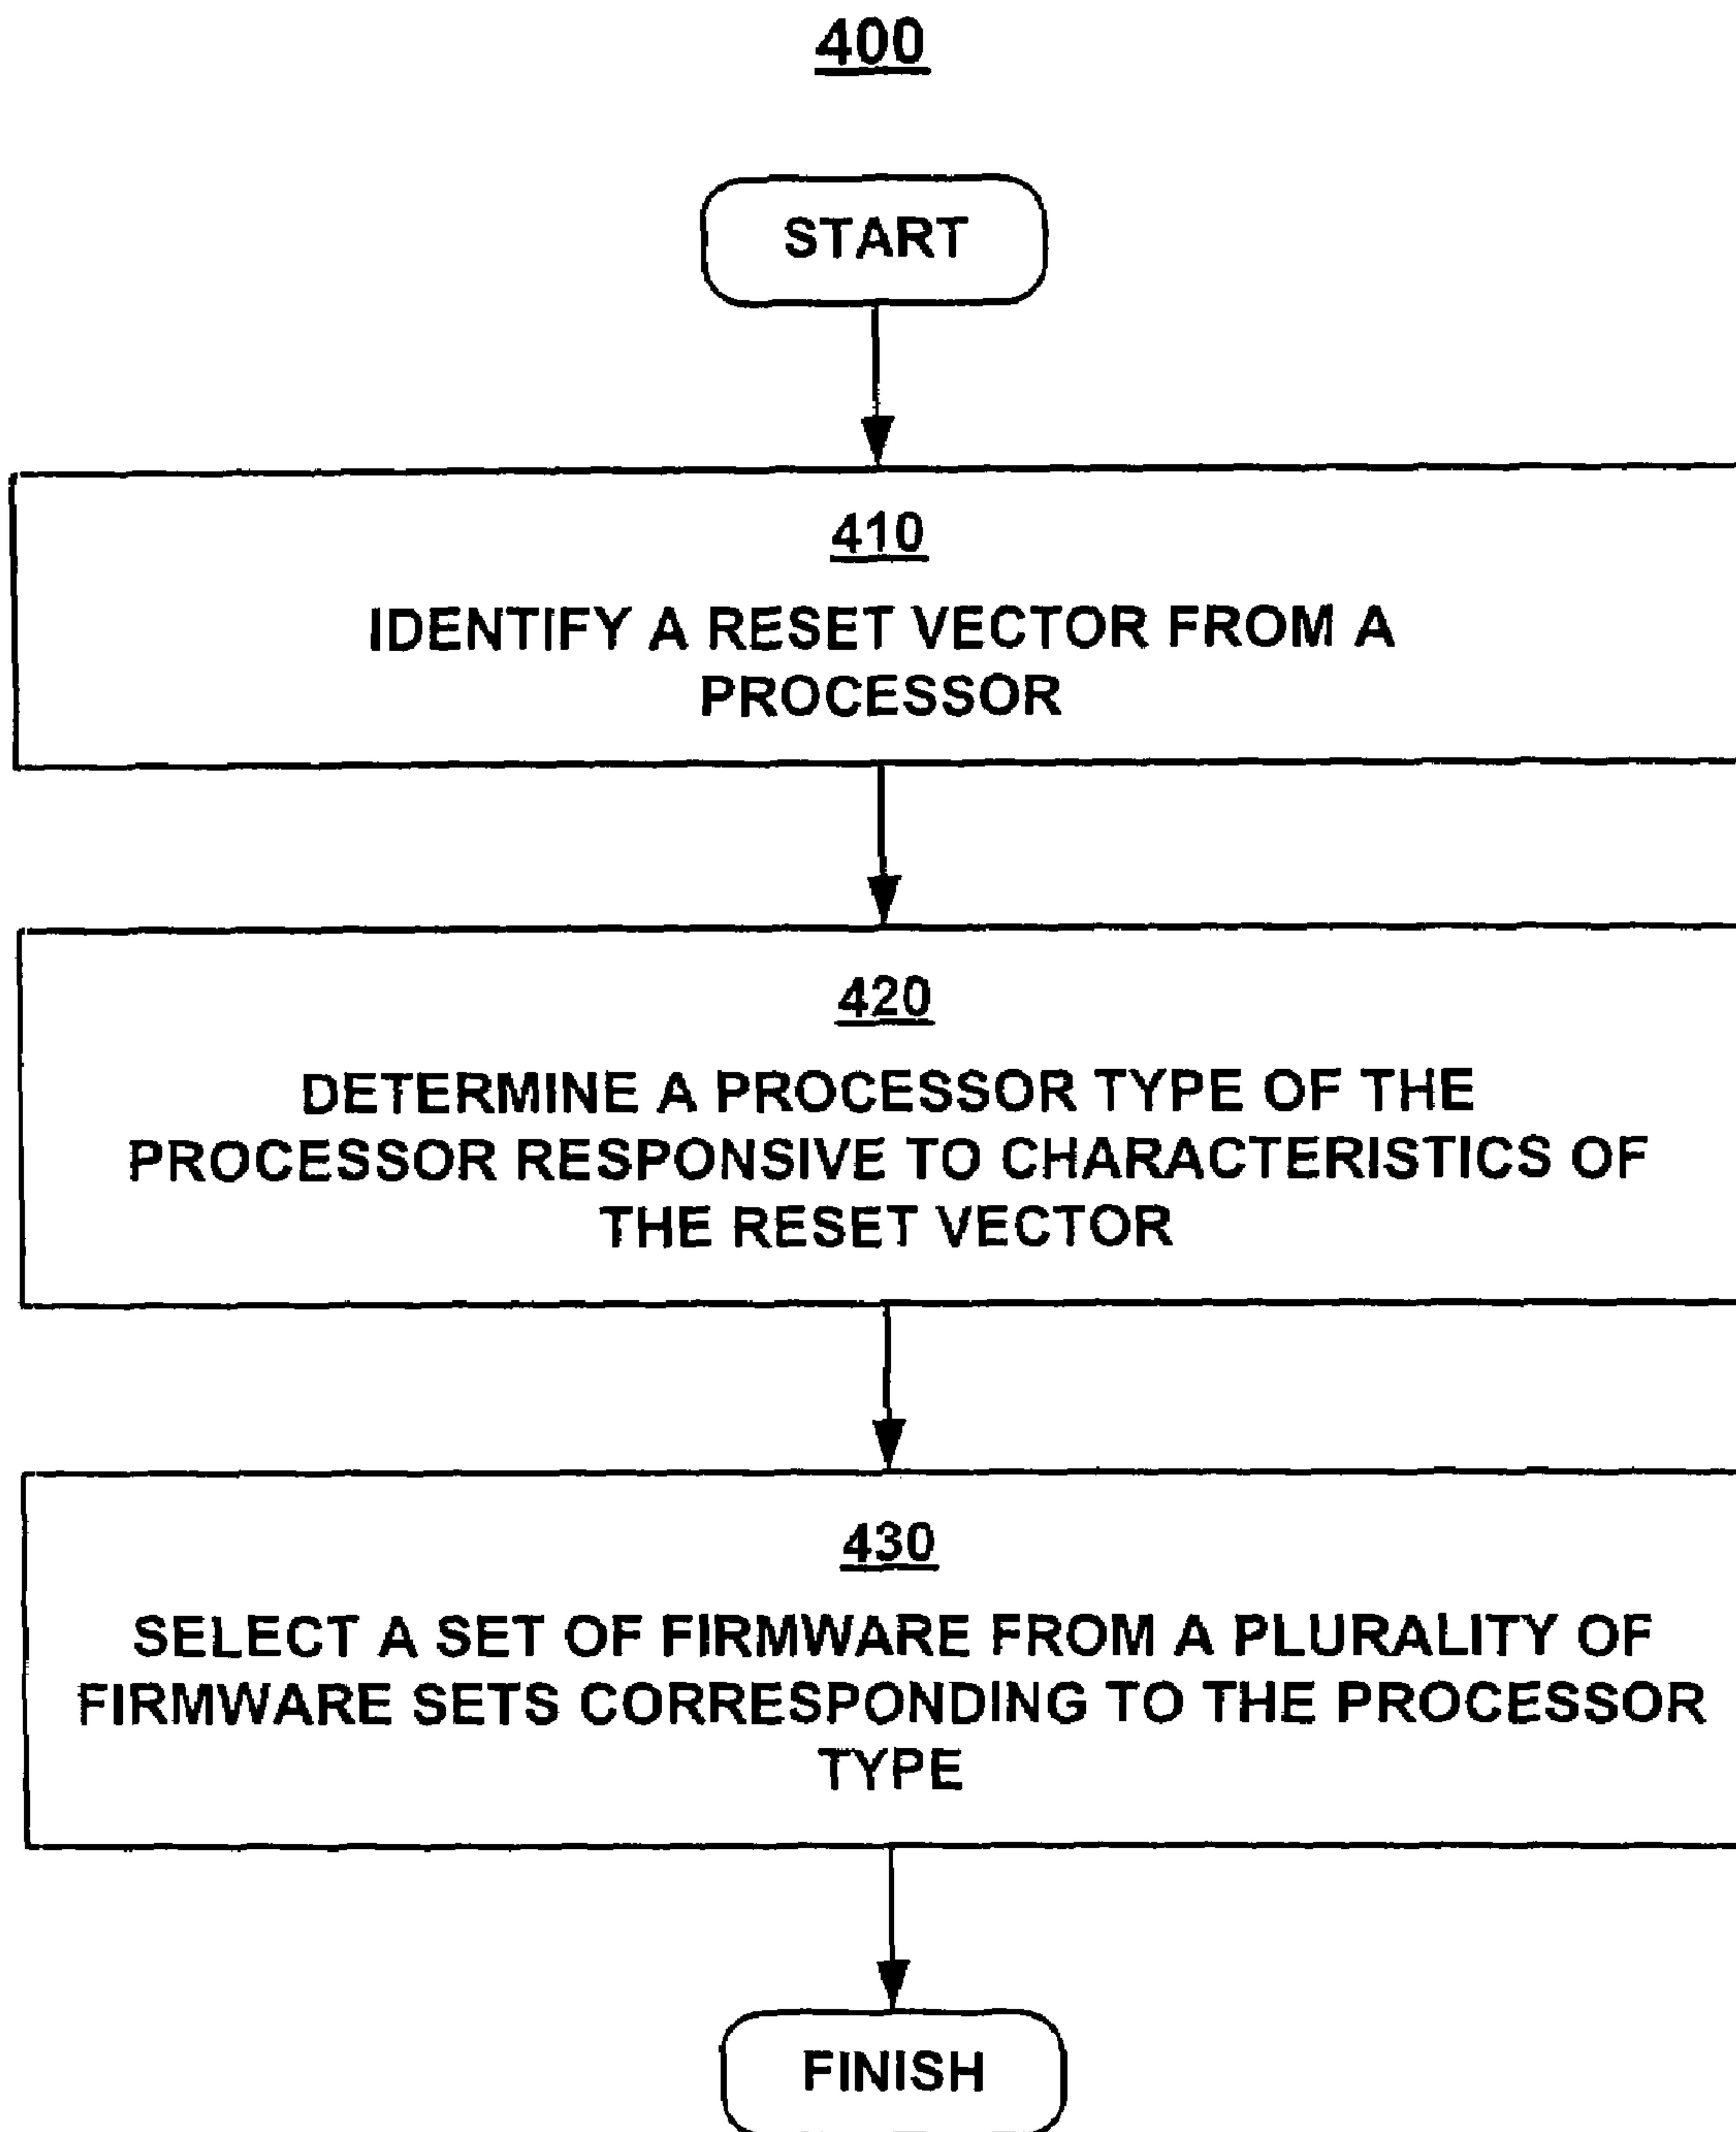 400
START
410
IDENTIFY A RESET VECTOR FROM A
PROCESSOR
420
DETERMINE A PROCESSOR TYPE OF THE
PROCESSOR RESPONSIVE TO CHARACTERISTICS OF
THE RESET VECTOR
430
SELECT A SET OF FIRMWARE FROM A PLURALITY OF
FIRMWARE SETS CORRESPONDING TO THE PROCESSOR
TYPE
FINISH